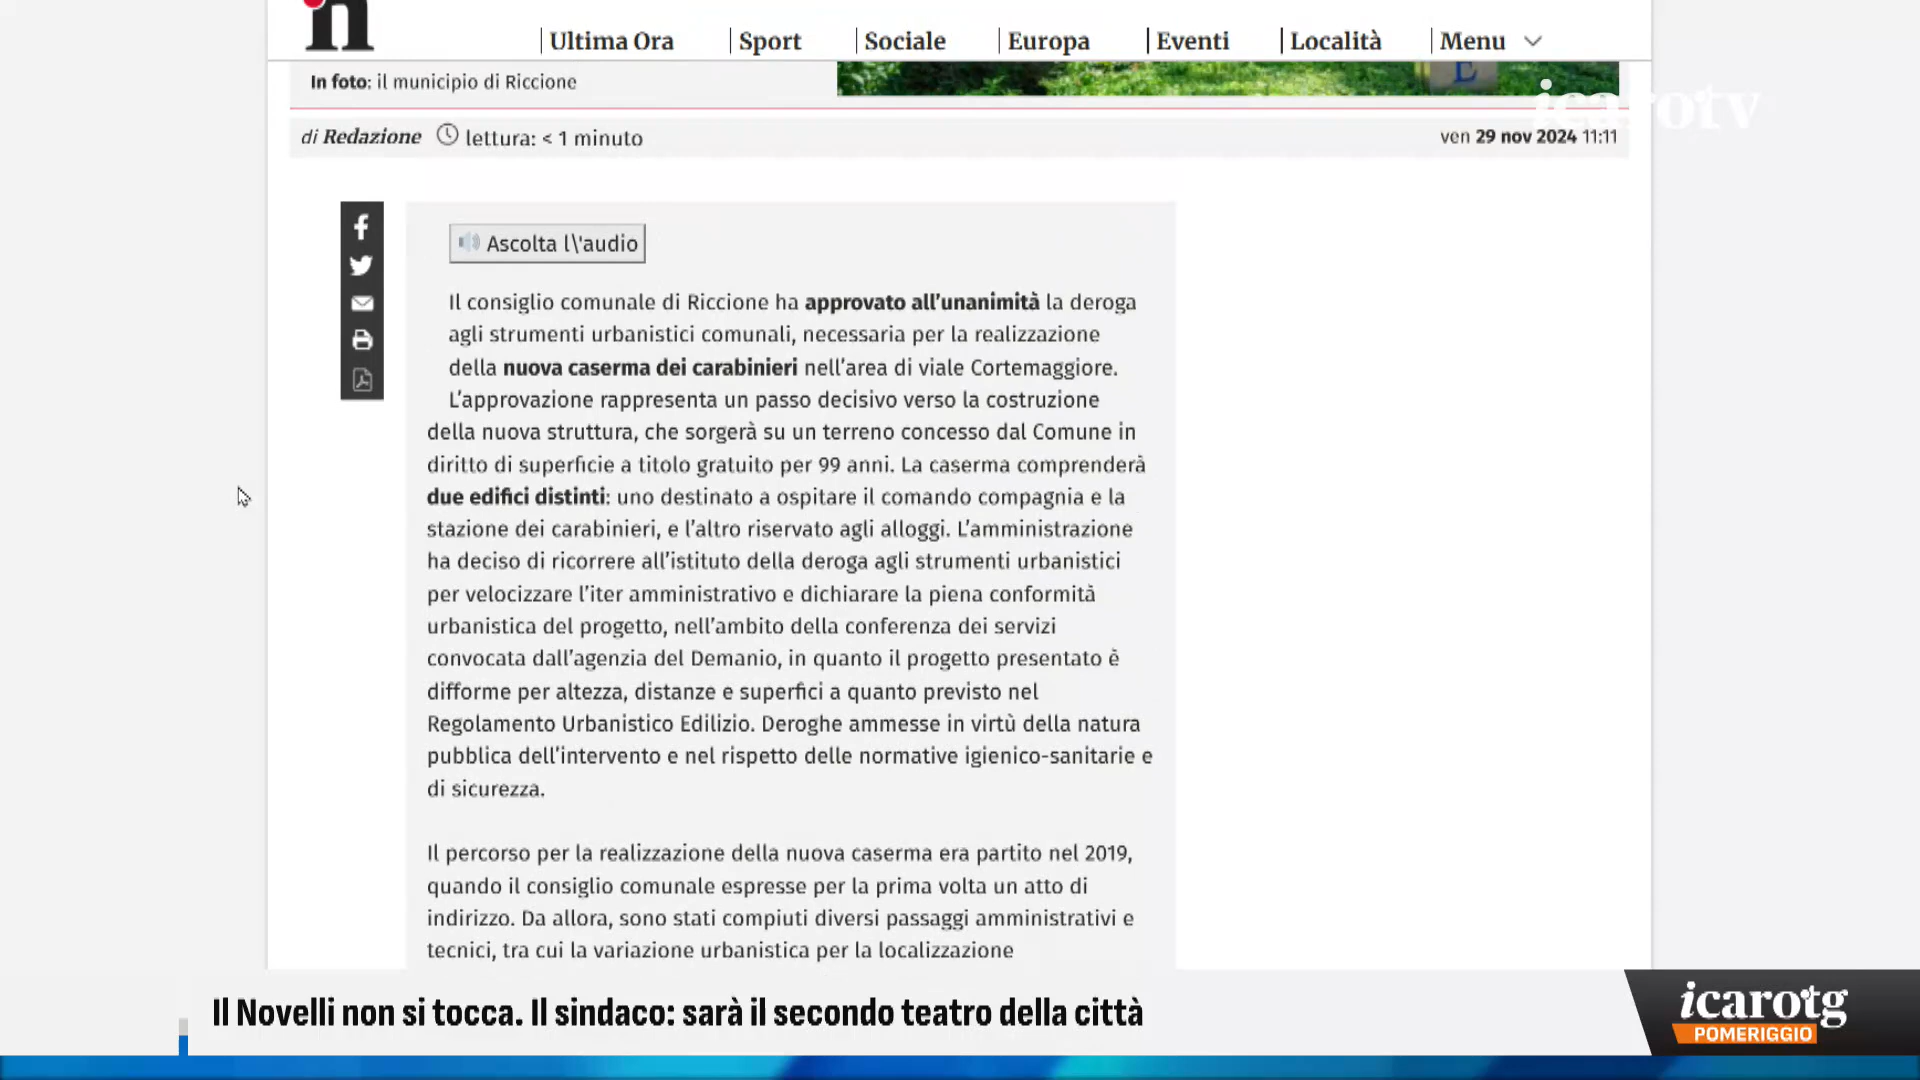 n
Ultima Ora
Sport
Sociale
Europa
Eventi
Località
Menu
In foto: il municipio di Riccione
E
icarotv
di Redazione lettura: < 1 minuto
ven 29 nov 2024 11:11
Ascolta l\'audio
Il consiglio comunale di Riccione ha approvato all’unanimità la deroga
agli strumenti urbanistici comunali, necessaria per la realizzazione
della nuova caserma dei carabinieri nell’area di viale Cortemaggiore.
L’approvazione rappresenta un passo decisivo verso la costruzione
della nuova struttura, che sorgerà su un terreno concesso dal Comune in
diritto di superficie a titolo gratuito per 99 anni. La caserma comprenderà
due edifici distinti: uno destinato a ospitare il comando compagnia e la
stazione dei carabinieri, e l’altro riservato agli alloggi. L’amministrazione
ha deciso di ricorrere all’istituto della deroga agli strumenti urbanistici
per velocizzare l’iter amministrativo e dichiarare la piena conformità
urbanistica del progetto, nell’ambito della conferenza dei servizi
convocata dall’agenzia del Demanio, in quanto il progetto presentato è
difforme per altezza, distanze e superfici a quanto previsto nel
Regolamento Urbanistico Edilizio. Deroghe ammesse in virtù della natura
pubblica dell’intervento e nel rispetto delle normative igienico-sanitarie e
di sicurezza.
Il percorso per la realizzazione della nuova caserma era partito nel 2019,
quando il consiglio comunale espresse per la prima volta un atto di
indirizzo. Da allora, sono stati compiuti diversi passaggi amministrativi e
tecnici, tra cui la variazione urbanistica per la localizzazione
Il Novelli non si tocca. Il sindaco: sarà il secondo teatro della città
icarotg
POMERIGGIO